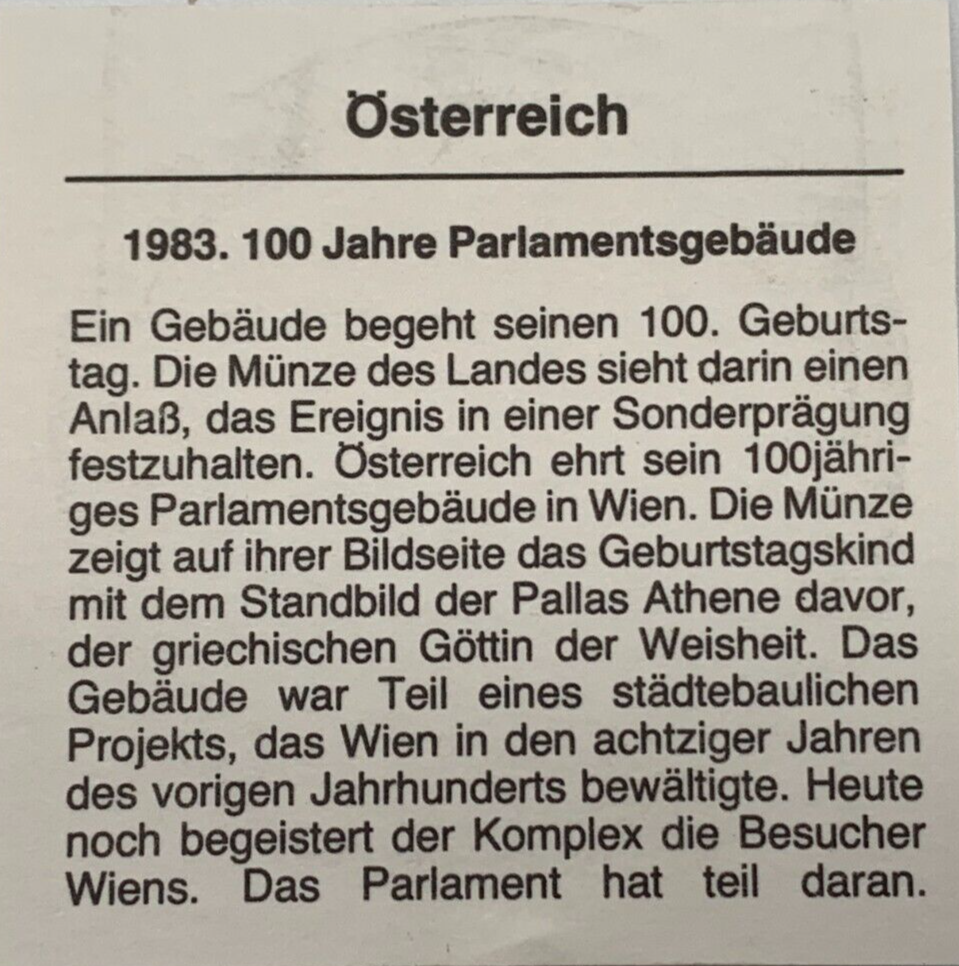 Österreich
1983. 100 Jahre Parlamentsgebäude
Ein Gebäude begeht seinen 100. Geburts-
tag. Die Münze des Landes sieht darin einen
Anlaß, das Ereignis in einer Sonderprägung
festzuhalten. Österreich ehrt sein 100jähri-
ges Parlamentsgebäude in Wien. Die Münze
zeigt auf ihrer Bildseite das Geburtstagskind
mit dem Standbild der Pallas Athene davor,
der griechischen Göttin der Weisheit. Das
Gebäude war Teil eines städtebaulichen
Projekts, das Wien in den achtziger Jahren
des vorigen Jahrhunderts bewältigte. Heute
noch begeistert der Komplex die Besucher
Wiens. Das Parlament hat teil daran.